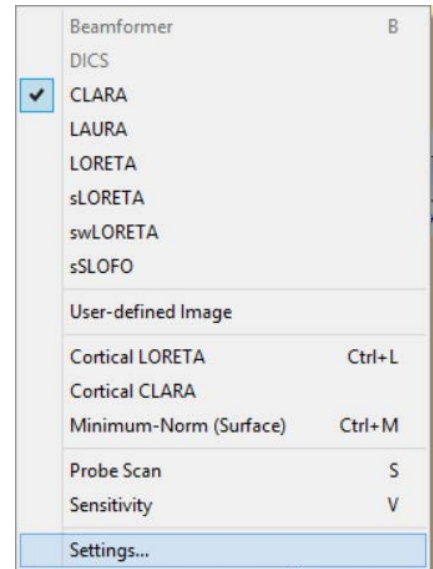 Beamformer B
DICS
CLARA
LAURA
LORETA
sLORETA
swLORETA
sSLOFO
User-defined Image
Cortical LORETA Ctrl+L
Cortical CLARA
Minimum-Norm (Surface) Ctrl+M
Probe Scan S
Sensitivity V
Settings...